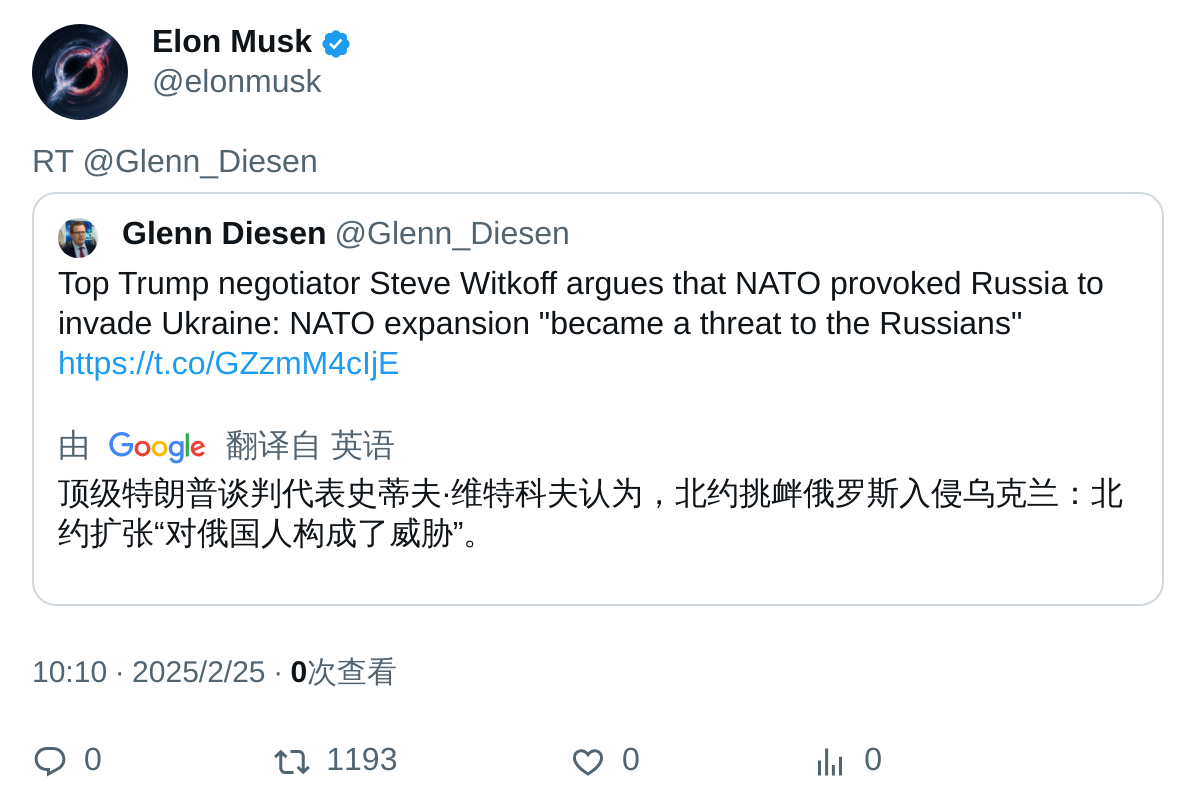 Elon Musk
@elonmusk
RT @Glenn_Diesen
Glenn Diesen @Glenn_Diesen
Top Trump negotiator Steve Witkoff argues that NATO provoked Russia to
invade Ukraine: NATO expansion "became a threat to the Russians"
https://t.co/GZzmM4cIjE
由 Google 翻译自 英语
顶级特朗普谈判代表史蒂夫·维特科夫认为，北约挑衅俄罗斯入侵乌克兰：北
约扩张“对俄国人构成了威胁”。
10:10 · 2025/2/25 · 0次查看
0 1193 0 0